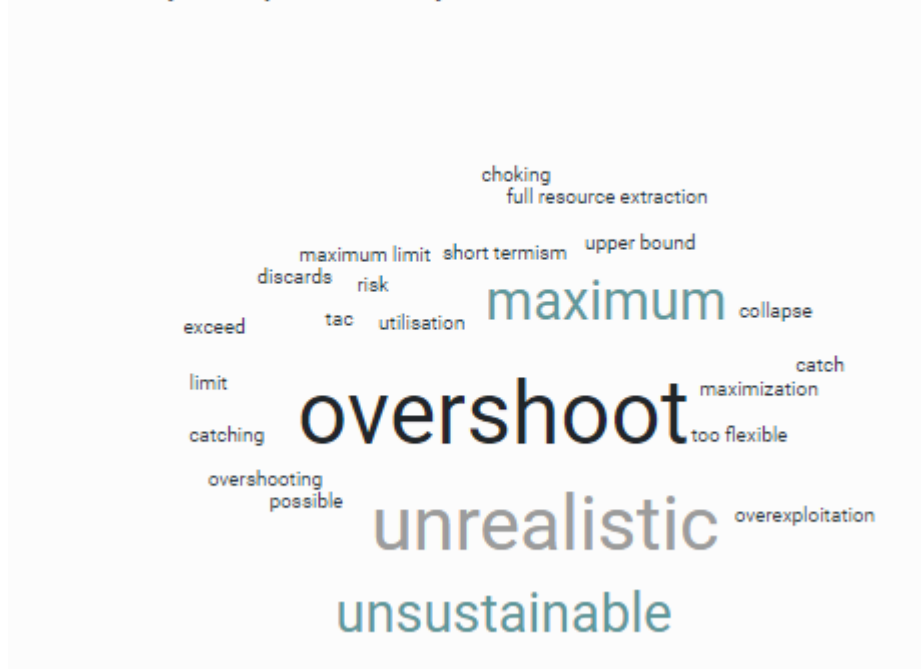 choking
full resource extraction
upper bound
maximum limit short termism
discards
risk
maximum
collapse
tac
utilisation
exceed
catch
limit
maximization
overshoot
too flexible
catching
overshooting
possible
unrealistic
overexploitation
unsustainable